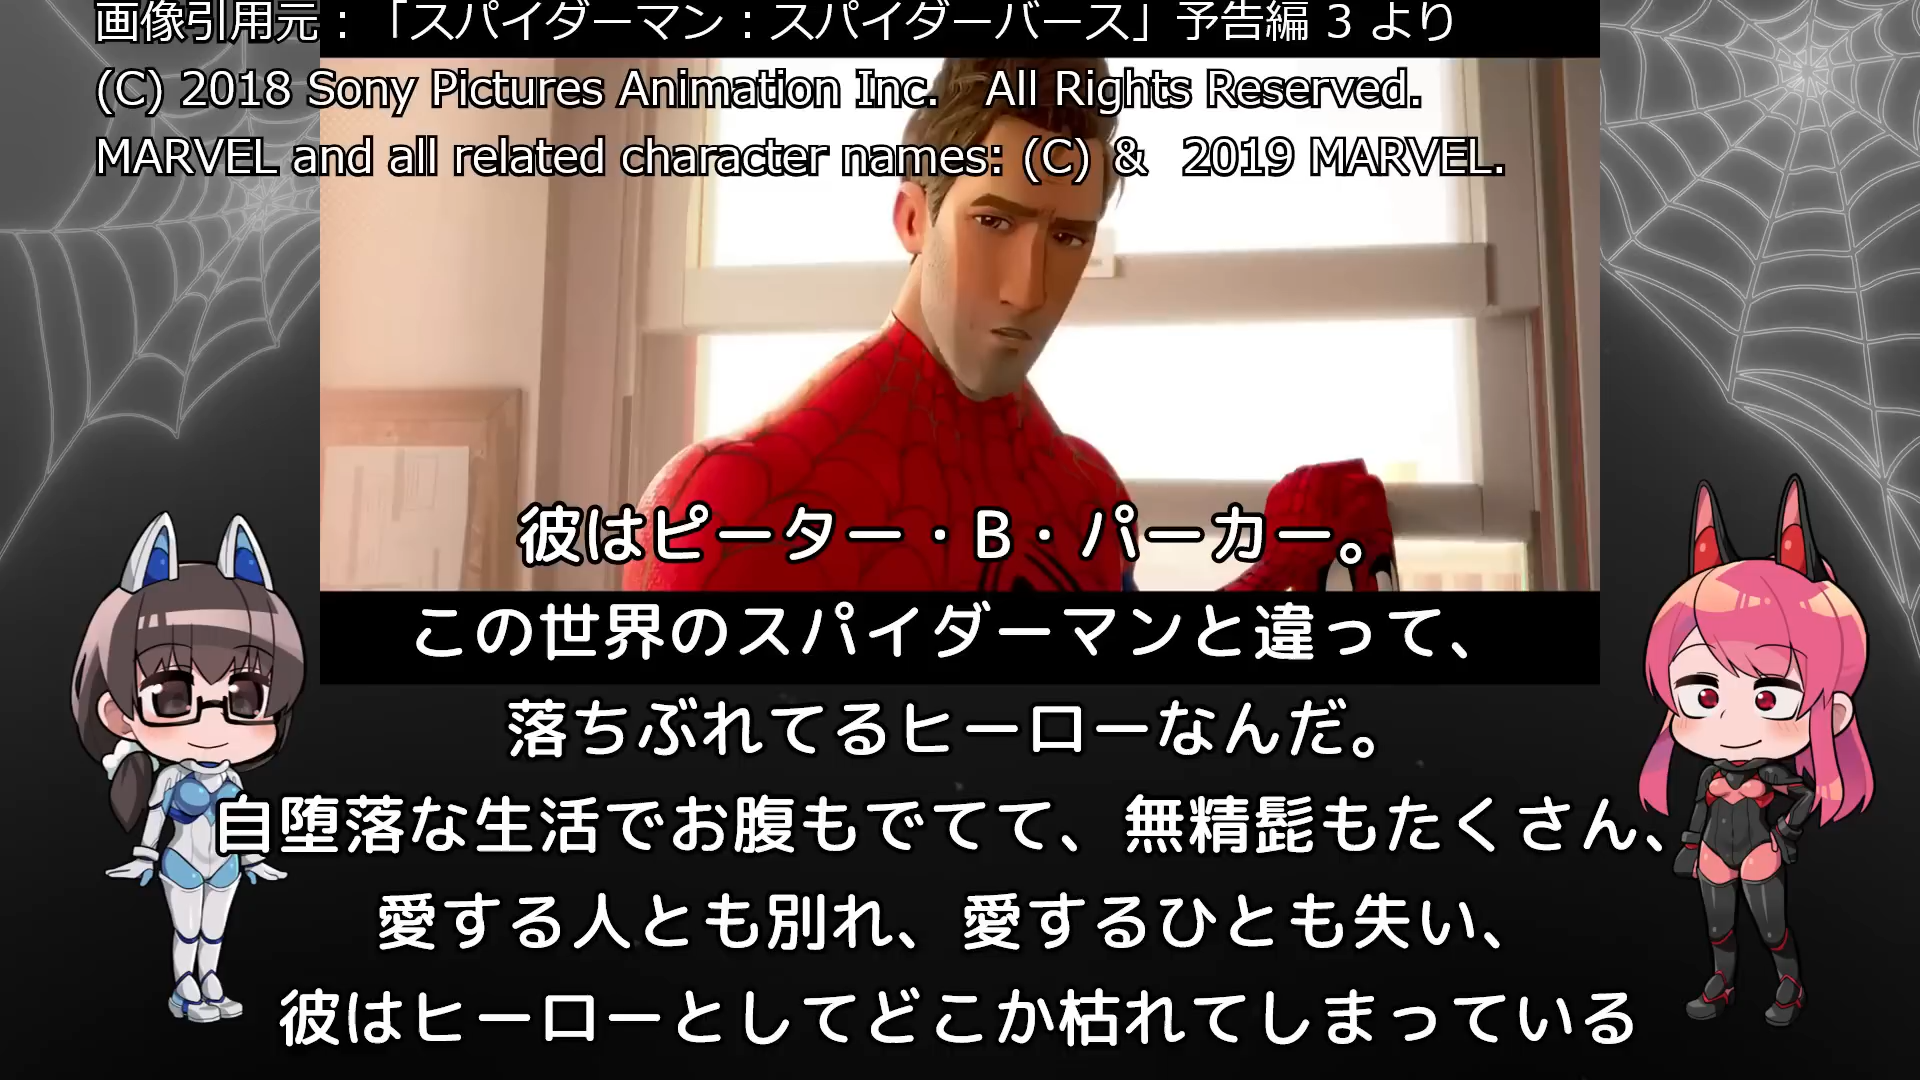 画像引用元：「スパイダーマン：スパイダーバース」予告編 3 より
(C) 2018 Sony Pictures Animation Inc.　All Rights Reserved.
MARVEL and all related character names: (C) ＆ 2019 MARVEL.
彼はピーター・B・パーカー。
この世界のスパイダーマンと違って、
落ちぶれてるヒーローなんだ。
自堕落な生活でお腹もでてて、無精髭もたくさん、
愛する人とも別れ、愛するひとも失い、
彼はヒーローとしてどこか枯れてしまっている